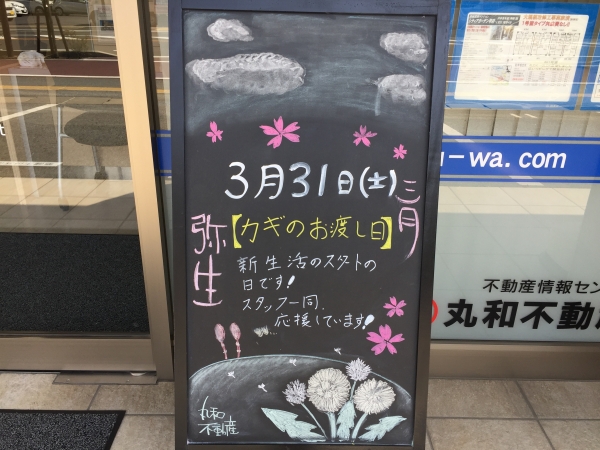 3月31日(土)
三月
弥生
【カギのお渡し日】
新生活のスタートの
日です!
スタッフ一同、
応援しています!
丸和
不動産
u-wa.com
不動産情報セン
丸和不動産